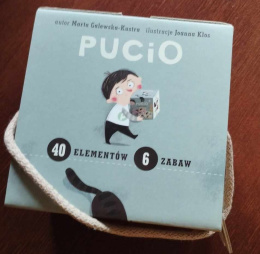 autor Marta Galewska-Kustra ilustracje Joanna Kłos
PUCiO
40 ELEMENTÓW 6 ZABAW